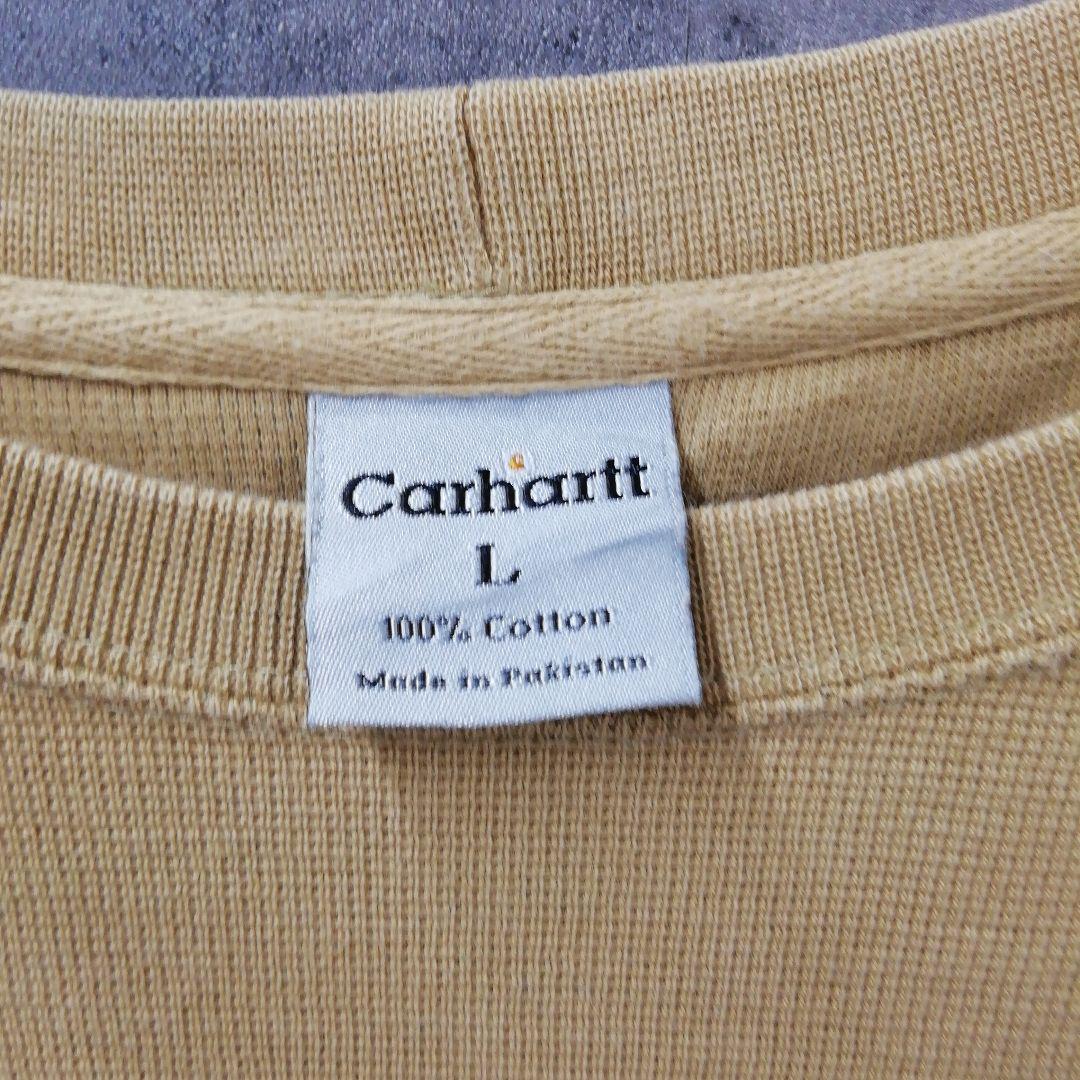 Carhartt
L
100% Cotton
Made in Pakistan